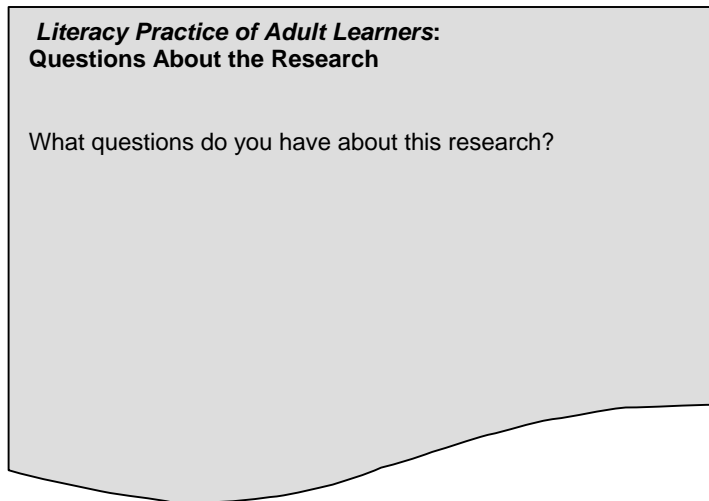 Literacy Practice of Adult Learners:
Questions About the Research
What questions do you have about this research?